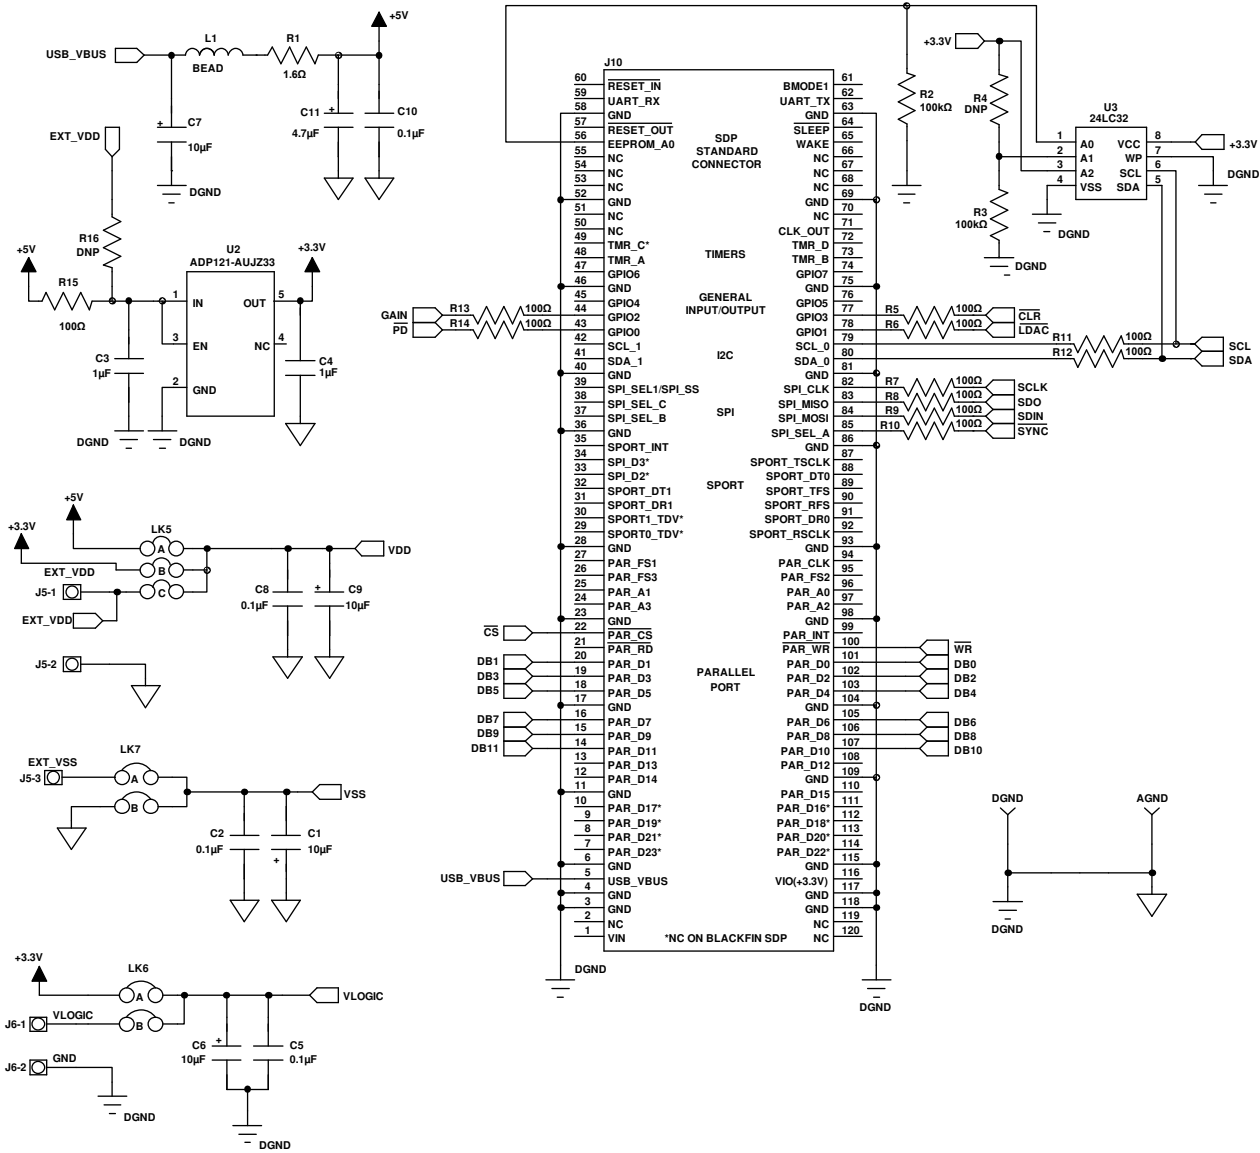 USB_VBUS
L1
BEAD
R1
1.6Ω
+5V
+
C7
10µF
DGND
C11
+
4.7µF
C10
0.1µF
EXT_VDD
R16
DNP
+5V
R15
100Ω
U2
ADP121-AUJZ33
1 IN
OUT 5
3 EN
NC 4
2 GND
+3.3V
C3
1µF
C4
1µF
DGND
DGND
+5V
+3.3V
LK5
A
B
C
EXT_VDD
J5-1
EXT_VDD
VDD
C8
0.1µF
+
C9
10µF
J5-2
EXT_VSS
J5-3
LK7
A
B
VSS
C2
0.1µF
C1
10µF
+
+3.3V
LK6
A
B
VLOGIC
J6-1
VLOGIC
J6-2
GND
DGND
+
C6
10µF
C5
0.1µF
DGND
J10
60 RESET_IN
59 UART_RX
58 GND
57 RESET_OUT
56 EEPROM_A0
55 NC
54 NC
53 NC
52 GND
51 NC
50 NC
49 TMR_C*
48 TMR_A
47 GPIO6
46 GND
45 GPIO4
44 GPIO2
43 GPIO0
42 SCL_1
41 SDA_1
40 GND
39 SPI_SEL1/SPI_SS
38 SPI_SEL_C
37 SPI_SEL_B
36 GND
35 SPORT_INT
34 SPI_D3*
33 SPI_D2*
32 SPORT_DT1
31 SPORT_DR1
30 SPORT1_TDV*
29 SPORT0_TDV*
28 GND
27 PAR_FS1
26 PAR_FS3
25 PAR_A1
24 PAR_A3
23 GND
22 PAR_CS
21 PAR_RD
20 PAR_D1
19 PAR_D3
18 PAR_D5
17 GND
16 PAR_D7
15 PAR_D9
14 PAR_D11
13 PAR_D13
12 PAR_D14
11 GND
10 PAR_D17*
9 PAR_D19*
8 PAR_D21*
7 PAR_D23*
6 GND
5 USB_VBUS
4 GND
3 GND
2 NC
1 VIN
SDP
STANDARD
CONNECTOR
TIMERS
GENERAL
INPUT/OUTPUT
I2C
SPI
SPORT
PARALLEL
PORT
*NC ON BLACKFIN SDP
BMODE1 61
UART_TX 62
GND 63
SLEEP 64
WAKE 65
NC 66
NC 67
NC 68
GND 69
NC 70
CLK_OUT 71
TMR_D 72
TMR_B 73
GPIO7 74
GND 75
GPIO5 76
GPIO3 77
GPIO1 78
SCL_0 79
SDA_0 80
GND 81
SPI_CLK 82
SPI_MISO 83
SPI_MOSI 84
SPI_SEL_A 85
GND 86
SPORT_TSCLK 87
SPORT_DT0 88
SPORT_TFS 89
SPORT_RFS 90
SPORT_DR0 91
SPORT_RSCLK 92
GND 93
PAR_CLK 94
PAR_FS2 95
PAR_A0 96
PAR_A2 97
GND 98
PAR_INT 99
PAR_WR 100
PAR_D0 101
PAR_D2 102
PAR_D4 103
GND 104
PAR_D6 105
PAR_D8 106
PAR_D10 107
PAR_D12 108
GND 109
PAR_D15 110
PAR_D16* 111
PAR_D18* 112
PAR_D20* 113
PAR_D22* 114
GND 115
VIO(+3.3V) 116
GND 117
GND 118
NC 119
NC 120
GAIN R13 100Ω
PD R14 100Ω
CS
DB1
DB3
DB5
DB7
DB9
DB11
USB_VBUS
DGND
R5 100Ω CLR
R6 100Ω LDAC
R11 100Ω SCL
R12 100Ω SDA
R7 100Ω SCLK
R8 100Ω SDO
R9 100Ω SDIN
R10 100Ω SYNC
WR
DB0
DB2
DB4
DB6
DB8
DB10
DGND
R2
100kΩ
+3.3V
R4
DNP
R3
100kΩ
DGND
U3
24LC32
1 A0
2 A1
3 A2
4 VSS
VCC 8
WP 7
SCL 6
SDA 5
+3.3V
DGND
DGND
DGND
AGND
DGND